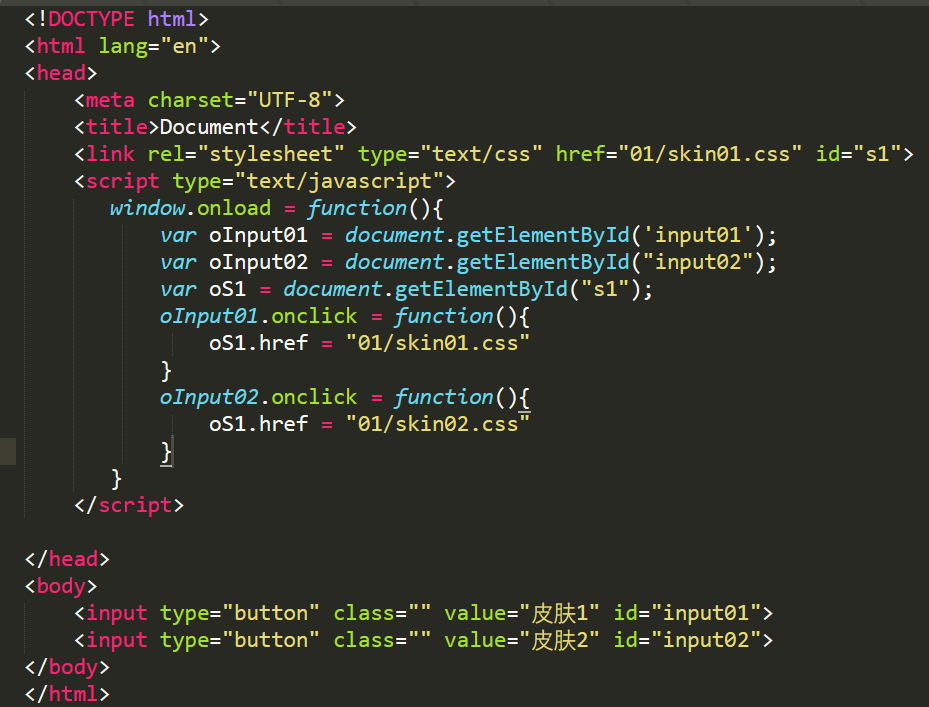 <!DOCTYPE html>
<html lang="en">
<head>
    <meta charset="UTF-8">
    <title>Document</title>
    <link rel="stylesheet" type="text/css" href="01/skin01.css" id="s1">
    <script type="text/javascript">
       window.onload = function(){
           var oInput01 = document.getElementById('input01');
           var oInput02 = document.getElementById("input02");
           var oS1 = document.getElementById("s1");
           oInput01.onclick = function(){
               oS1.href = "01/skin01.css"
           }
           oInput02.onclick = function(){
               oS1.href = "01/skin02.css"
           }
       }
    </script>

</head>
<body>
    <input type="button" class="" value="皮肤1" id="input01">
    <input type="button" class="" value="皮肤2" id="input02">
</body>
</html>